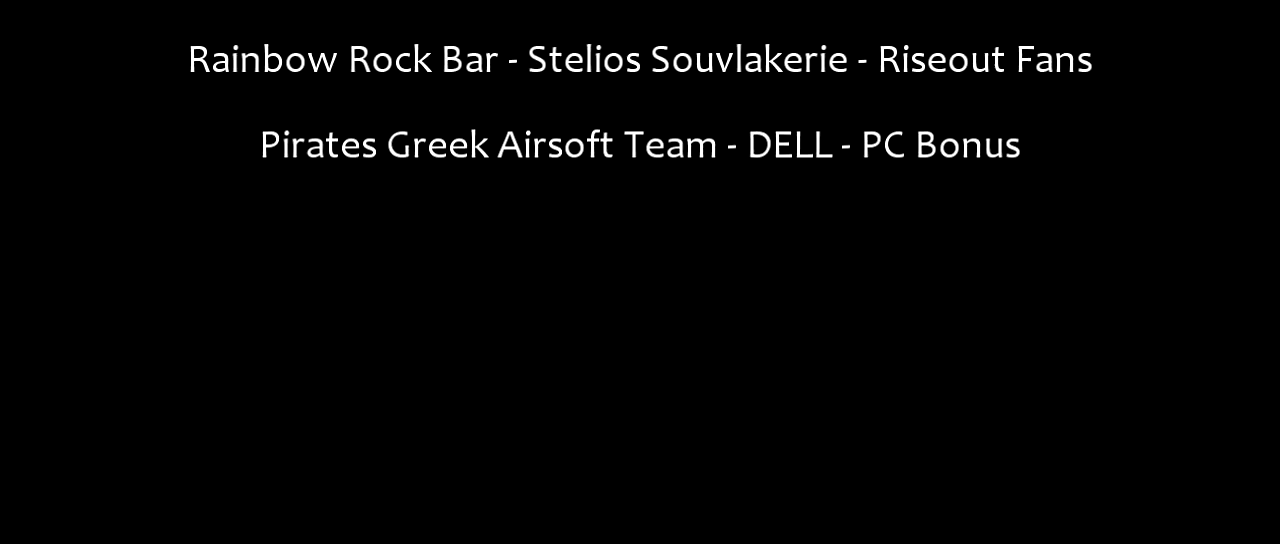 Rainbow Rock Bar - Stelios Souvlakerie - Riseout Fans
Pirates Greek Airsoft Team - DELL - PC Bonus